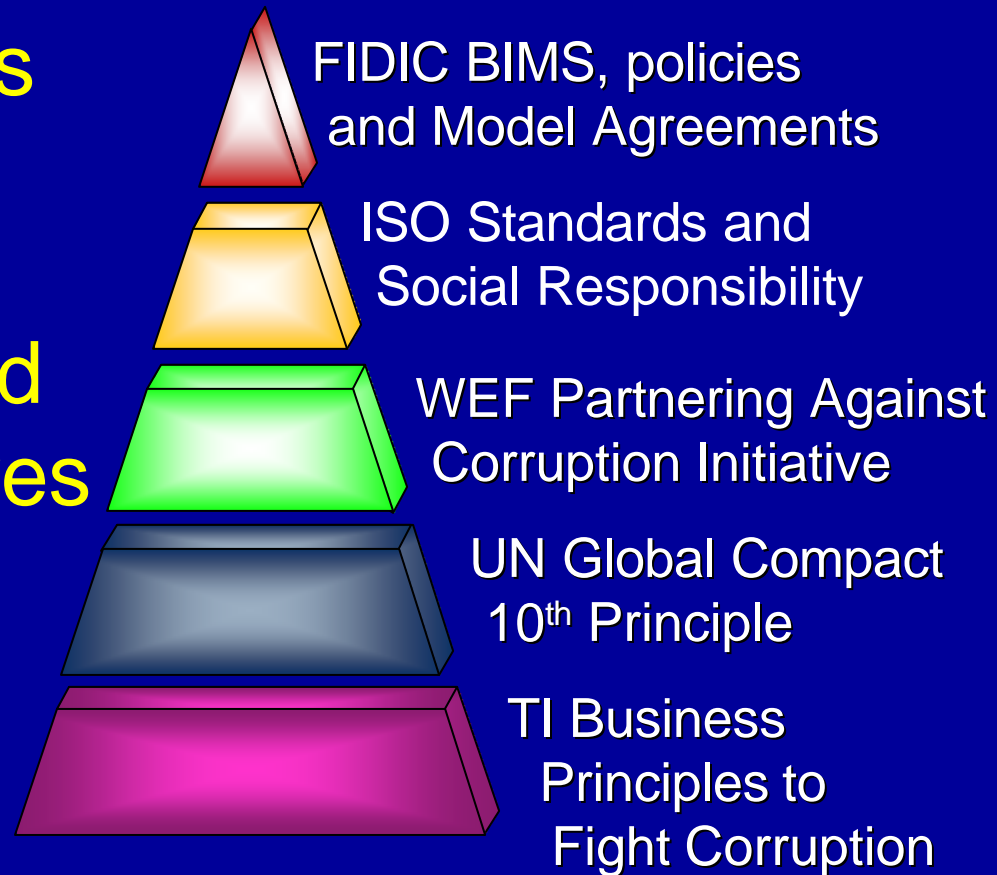 s
FIDIC BIMS, policies
and Model Agreements
ISO Standards and
Social Responsibility
d
es
WEF Partnering Against
Corruption Initiative
UN Global Compact
10th Principle
TI Business
Principles to
Fight Corruption